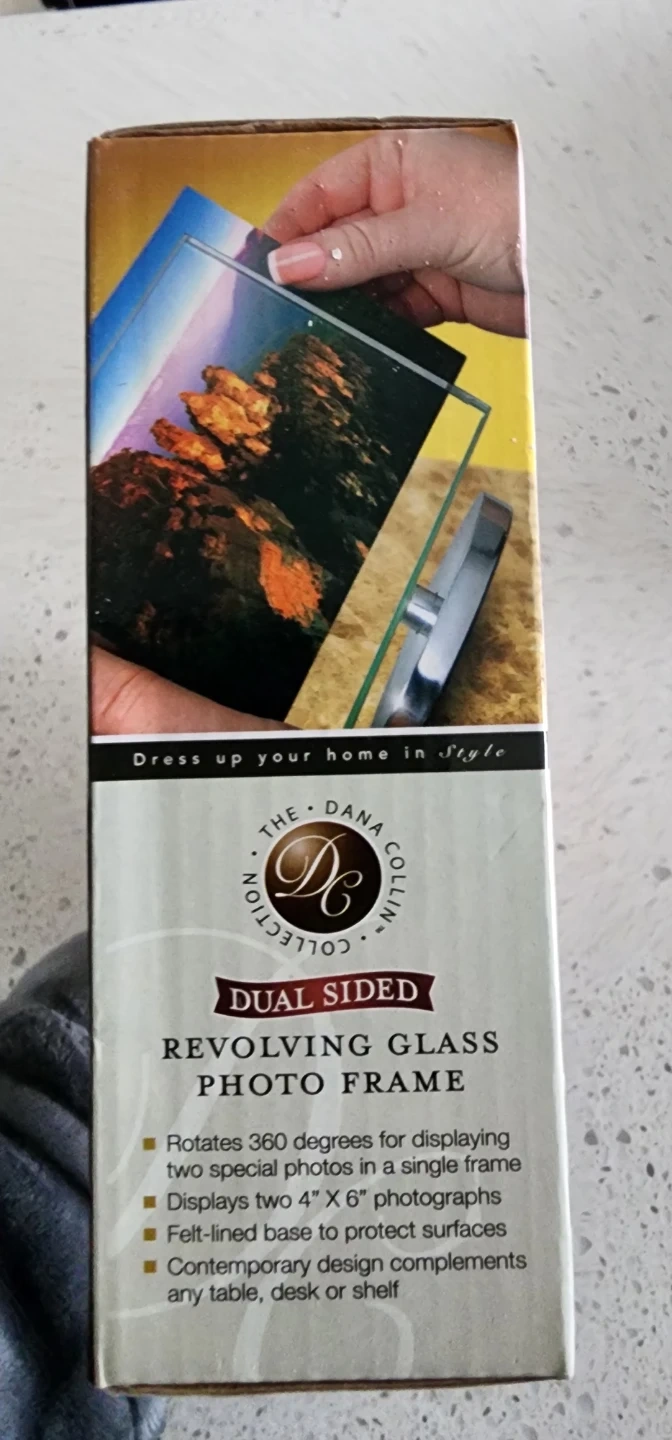 Dress up your home in Style
THE • DANA COLLIN™ • COLLECTION •
DC
DUAL SIDED
REVOLVING GLASS
PHOTO FRAME
■ Rotates 360 degrees for displaying
two special photos in a single frame
■ Displays two 4” X 6” photographs
■ Felt-lined base to protect surfaces
■ Contemporary design complements
any table, desk or shelf